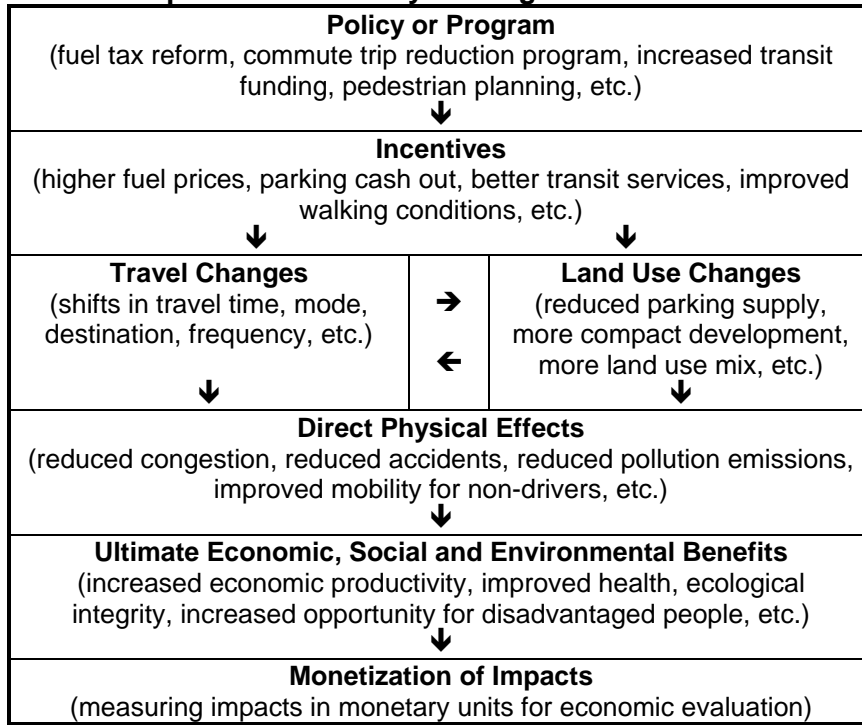 Policy or Program
(fuel tax reform, commute trip reduction program, increased transit
funding, pedestrian planning, etc.)
Incentives
(higher fuel prices, parking cash out, better transit services, improved
walking conditions, etc.)
Travel Changes
(shifts in travel time, mode,
destination, frequency, etc.)
Land Use Changes
(reduced parking supply,
more compact development,
more land use mix, etc.)
Direct Physical Effects
(reduced congestion, reduced accidents, reduced pollution emissions,
improved mobility for non-drivers, etc.)
Ultimate Economic, Social and Environmental Benefits
(increased economic productivity, improved health, ecological
integrity, increased opportunity for disadvantaged people, etc.)
Monetization of Impacts
(measuring impacts in monetary units for economic evaluation)